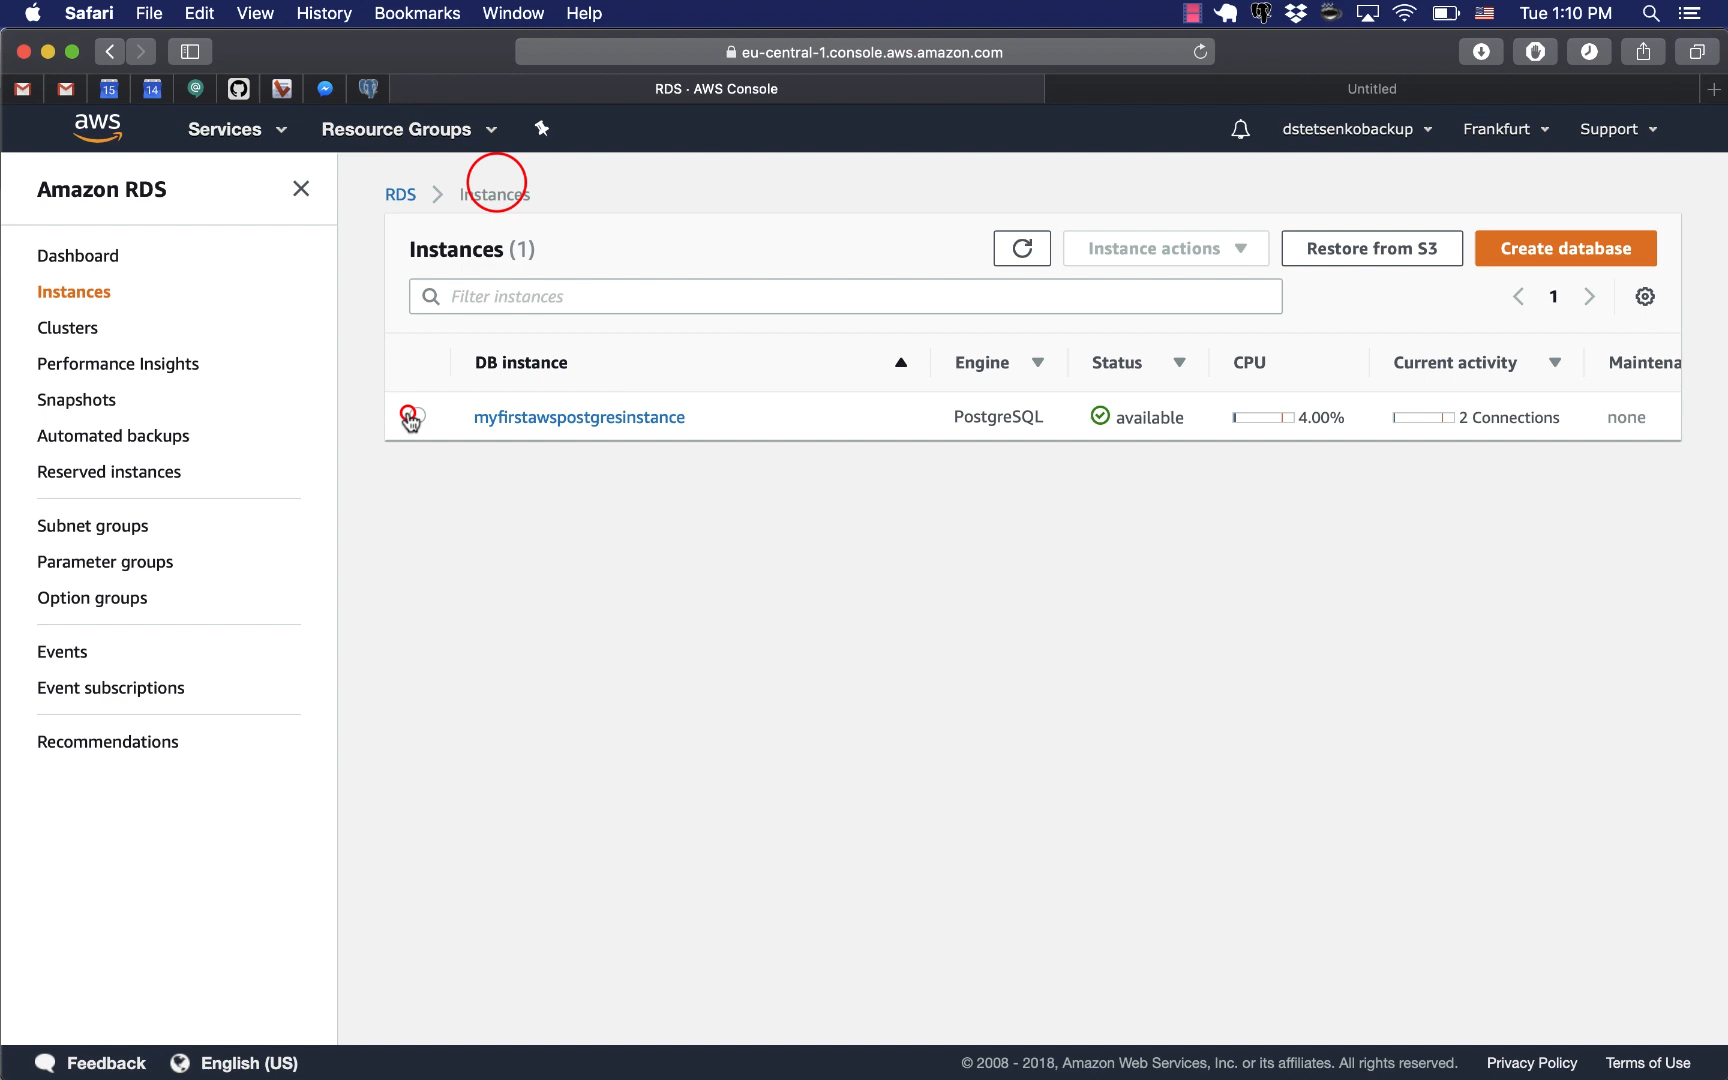 Safari File Edit View History Bookmarks Window Help Tue 1:10 PM
eu-central-1.console.aws.amazon.com
15 14 RDS · AWS Console Untitled
aws Services Resource Groups dstetsenkobackup Frankfurt Support
Amazon RDS
Dashboard
Instances
Clusters
Performance Insights
Snapshots
Automated backups
Reserved instances
Subnet groups
Parameter groups
Option groups
Events
Event subscriptions
Recommendations
RDS Instances
Instances (1) Instance actions Restore from S3 Create database
Filter instances 1
DB instance Engine Status CPU Current activity Maintena
myfirstawspostgresinstance PostgreSQL available 4.00% 2 Connections none
Feedback English (US) © 2008 - 2018, Amazon Web Services, Inc. or its affiliates. All rights reserved. Privacy Policy Terms of Use